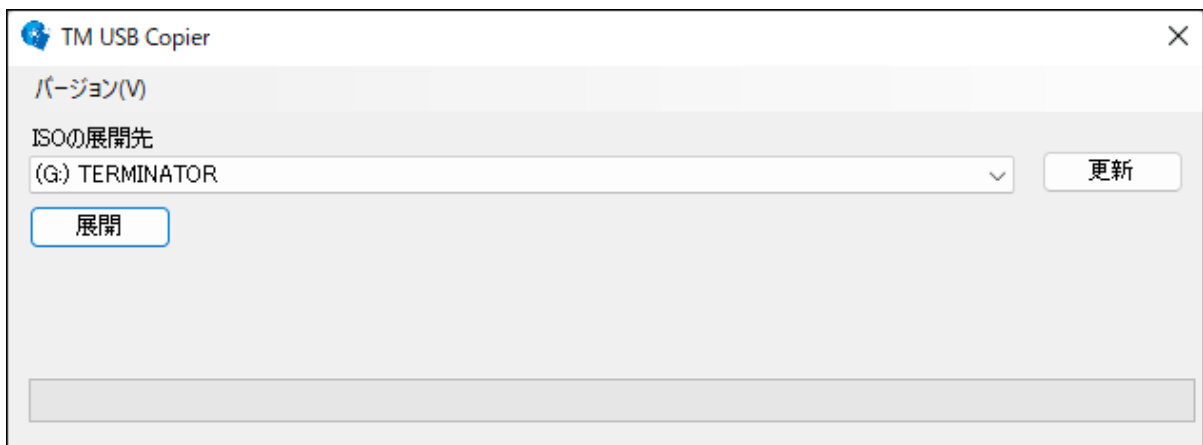 TM USB Copier
バージョン(V)
ISOの展開先
(G:) TERMINATOR
更新
展開